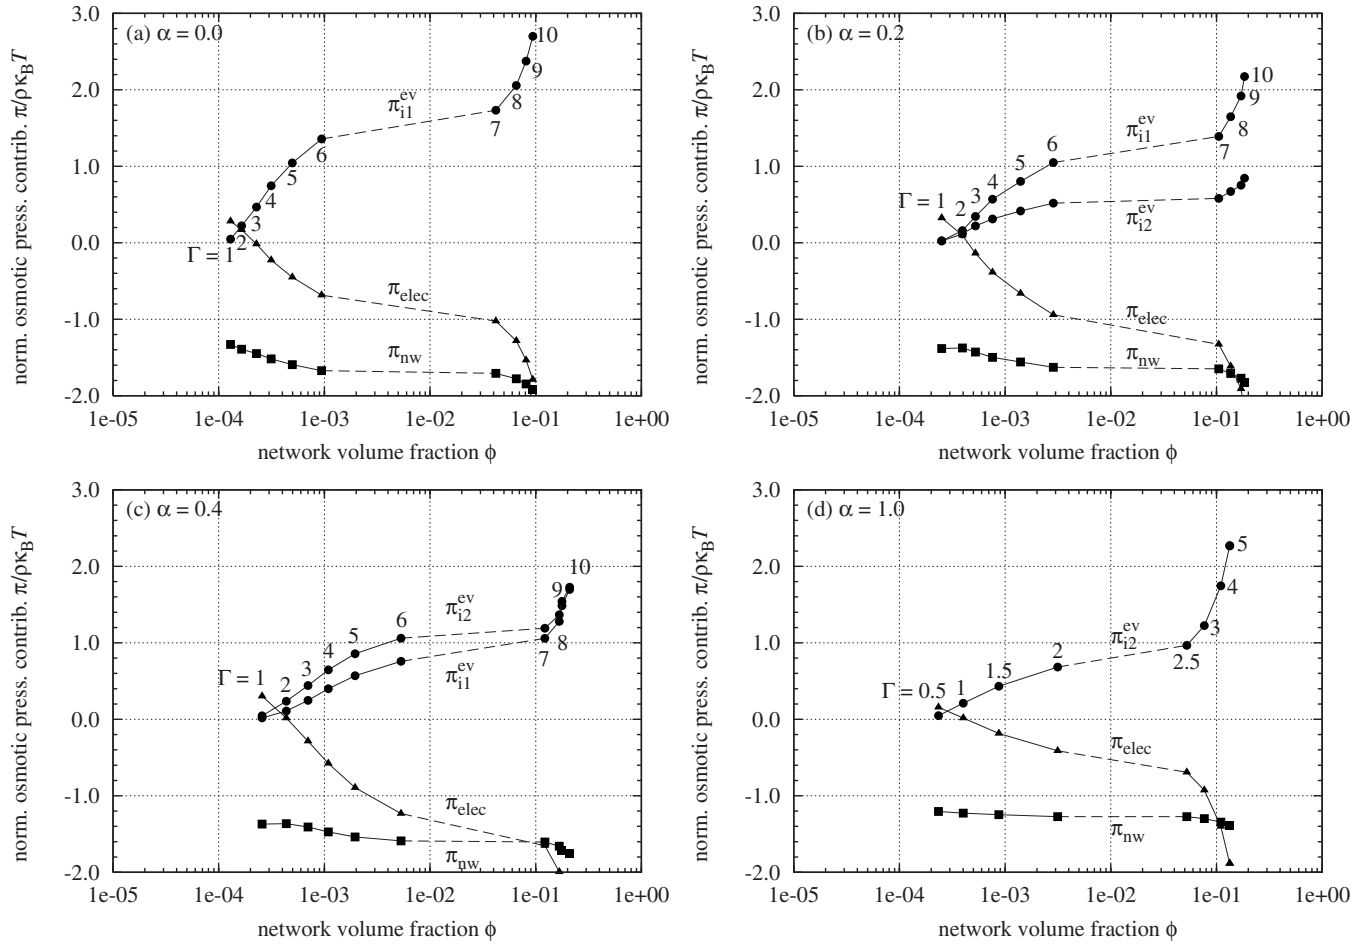 norm. osmotic press. contrib. π/ρκ_BT
(a) α = 0.0
3.0
2.0
1.0
0.0
-1.0
-2.0
π_i1^ev
π_elec
π_nw
Γ = 1
2
3
4
5
6
7
8
9
10
1e-05
1e-04
1e-03
1e-02
1e-01
1e+00
network volume fraction ϕ
norm. osmotic press. contrib. π/ρκ_BT
(b) α = 0.2
3.0
2.0
1.0
0.0
-1.0
-2.0
π_i1^ev
π_i2^ev
π_elec
π_nw
Γ = 1
2
3
4
5
6
7
8
9
10
1e-05
1e-04
1e-03
1e-02
1e-01
1e+00
network volume fraction ϕ
norm. osmotic press. contrib. π/ρκ_BT
(c) α = 0.4
3.0
2.0
1.0
0.0
-1.0
-2.0
π_i2^ev
π_i1^ev
π_elec
π_nw
Γ = 1
2
3
4
5
6
7
8
9
10
1e-05
1e-04
1e-03
1e-02
1e-01
1e+00
network volume fraction ϕ
norm. osmotic press. contrib. π/ρκ_BT
(d) α = 1.0
3.0
2.0
1.0
0.0
-1.0
-2.0
π_i2^ev
π_elec
π_nw
Γ = 0.5
1
1.5
2
2.5
3
4
5
1e-05
1e-04
1e-03
1e-02
1e-01
1e+00
network volume fraction ϕ